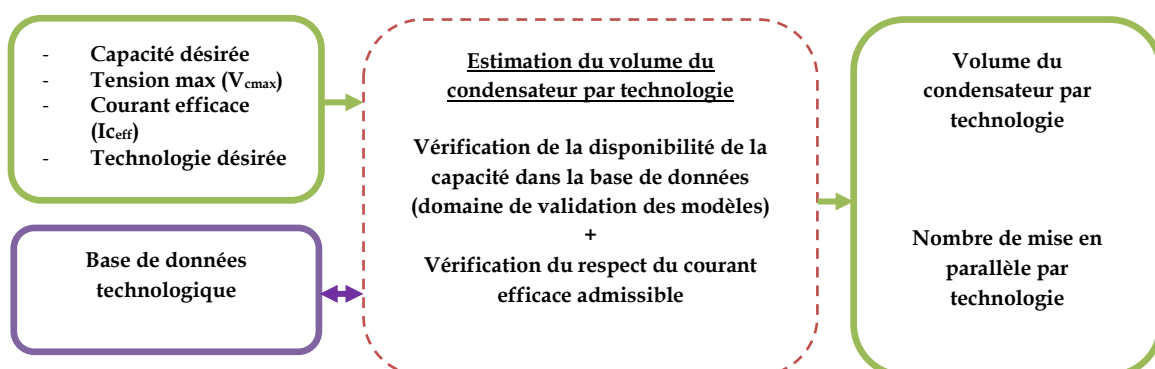 - Capacité désirée
- Tension max (Vcmax)
- Courant efficace
(Iceff)
- Technologie désirée
Base de données
technologique
Estimation du volume du
condensateur par technologie
Vérification de la disponibilité de la
capacité dans la base de données
(domaine de validation des modèles)
+
Vérification du respect du courant
efficace admissible
Volume du
condensateur par
technologie
Nombre de mise en
parallèle par
technologie